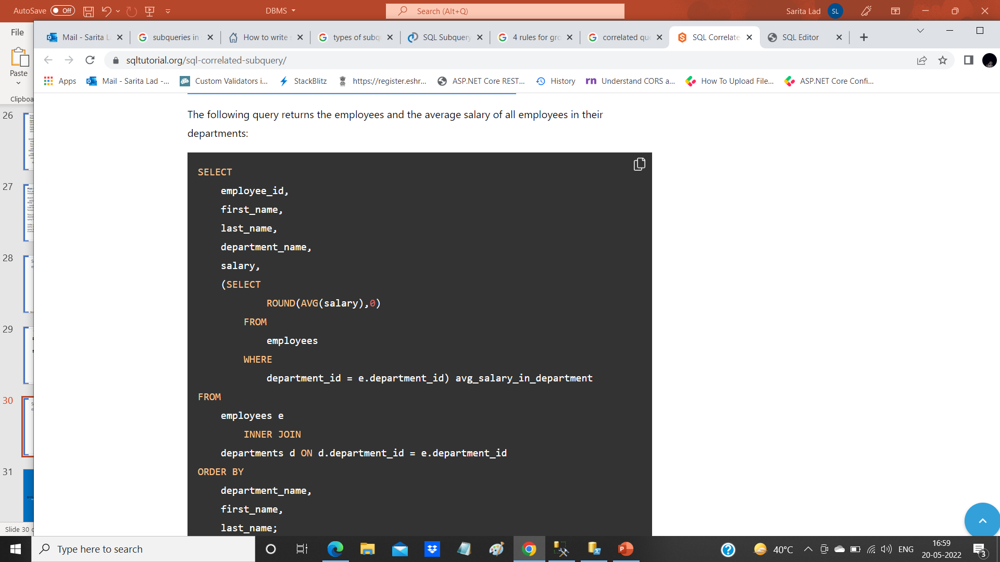 AutoSave Off DBMS Search (Alt+Q) Sarita Lad SL
File
Mail - Sarita L subqueries in How to write types of subq SQL Subquery 4 rules for gro correlated que SQL Correlate SQL Editor
sqltutorial.org/sql-correlated-subquery/
Paste
Apps Mail - Sarita Lad -... Custom Validators i... StackBlitz https://register.eshr... ASP.NET Core REST... History rn Understand CORS a... How To Upload File... ASP.NET Core Confi...
Clipboa
The following query returns the employees and the average salary of all employees in their
departments:
SELECT
employee_id,
first_name,
last_name,
department_name,
salary,
(SELECT
ROUND(AVG(salary),0)
FROM
employees
WHERE
department_id = e.department_id) avg_salary_in_department
FROM
employees e
INNER JOIN
departments d ON d.department_id = e.department_id
ORDER BY
department_name,
first_name,
last_name;
26
27
28
29
30
31
Slide 30
Type here to search 40°C ENG 16:59
20-05-2022 3